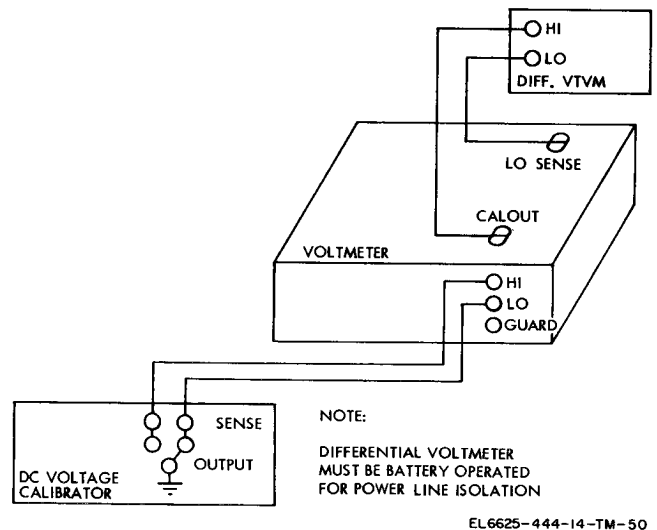 HI
LO
DIFF. VTVM
LO SENSE
CALOUT
VOLTMETER
HI
LO
GUARD
SENSE
OUTPUT
DC VOLTAGE
CALIBRATOR
NOTE:
DIFFERENTIAL VOLTMETER
MUST BE BATTERY OPERATED
FOR POWER LINE ISOLATION
EL6625-444-14-TM-50